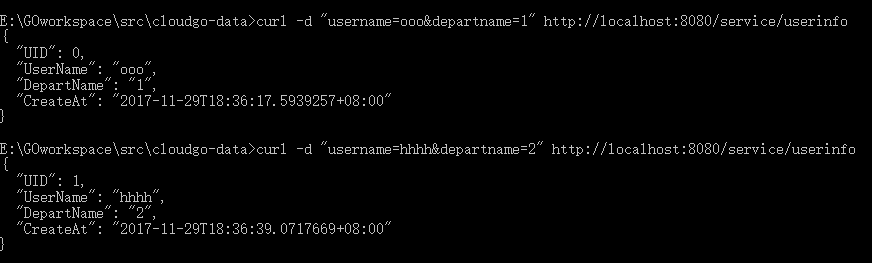 E:\GOworkspace\src\cloudgo-data>curl -d "username=ooo&departname=1" http://localhost:8080/service/userinfo
{
  "UID": 0,
  "UserName": "ooo",
  "DepartName": "1",
  "CreateAt": "2017-11-29T18:36:17.5939257+08:00"
}
E:\GOworkspace\src\cloudgo-data>curl -d "username=hhhh&departname=2" http://localhost:8080/service/userinfo
{
  "UID": 1,
  "UserName": "hhhh",
  "DepartName": "2",
  "CreateAt": "2017-11-29T18:36:39.0717669+08:00"
}